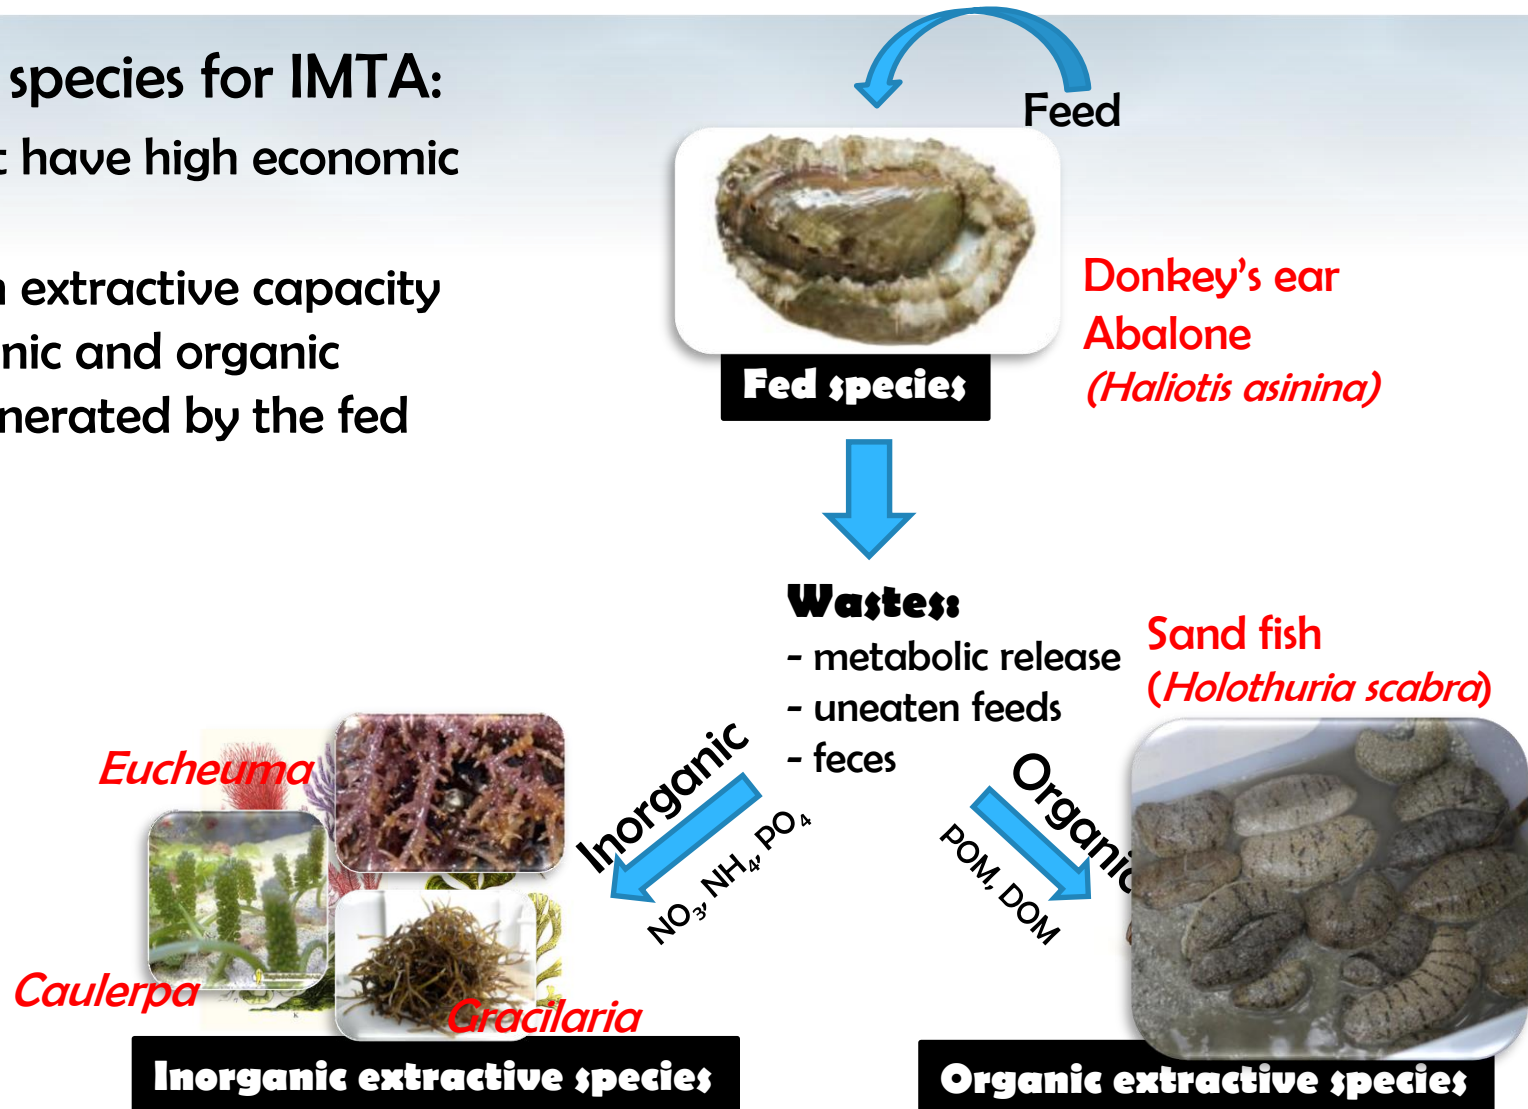 species for IMTA:
t have high economic
n extractive capacity
nic and organic
nerated by the fed
Feed
Donkey's ear
Abalone
(Haliotis asinina)
Fed species
Wastes:
- metabolic release
- uneaten feeds
- feces
Sand fish
(Holothuria scabra)
Inorganic
NO₃, NH₄, PO₄
Organic
POM, DOM
Eucheuma
Caulerpa
Gracilaria
Inorganic extractive species
Organic extractive species